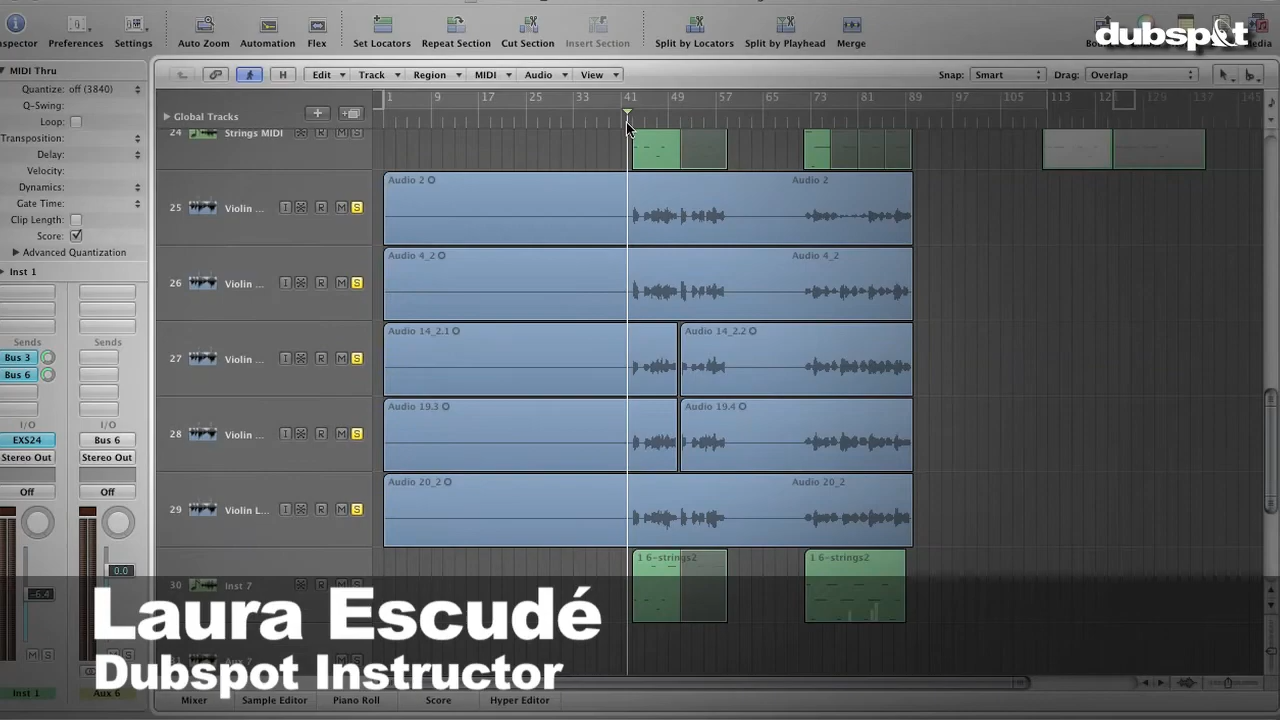 nspector Preferences Settings Auto Zoom Automation Flex Set Locators Repeat Section Cut Section Insert Section Split by Locators Split by Playhead Merge
dubspot
MIDI Thru
H Edit Track Region MIDI Audio View Snap: Smart Drag: Overlap
Quantize: off (3840)
Q-Swing:
Loop:
Transposition:
Delay:
Velocity:
Dynamics:
Gate Time:
Clip Length:
Score:
Advanced Quantization
Inst 1
Global Tracks
1 9 17 25 33 41 49 57 65 73 81 89 97 105 113 121 129 137 145
24 Strings MIDI
Audio 2 Audio 2
25 Violin ... I R M S
Audio 4_2 Audio 4_2
26 Violin ... I R M S
Audio 14_2.1 Audio 14_2.2
27 Violin ... I R M S
Audio 19.3 Audio 19.4
28 Violin ... I R M S
Audio 20_2 Audio 20_2
29 Violin L... I R M S
1 6-strings2 1 6-strings2
30 Inst 7 I R M S
Sends Sends
Bus 3
Bus 6
I/O I/O
EXS24 Bus 6
Stereo Out Stereo Out
Off Off
0.0
-6.4
M S M S
Inst 1 Aux 6
Laura Escudé
Dubspot Instructor
Mixer Sample Editor Piano Roll Score Hyper Editor